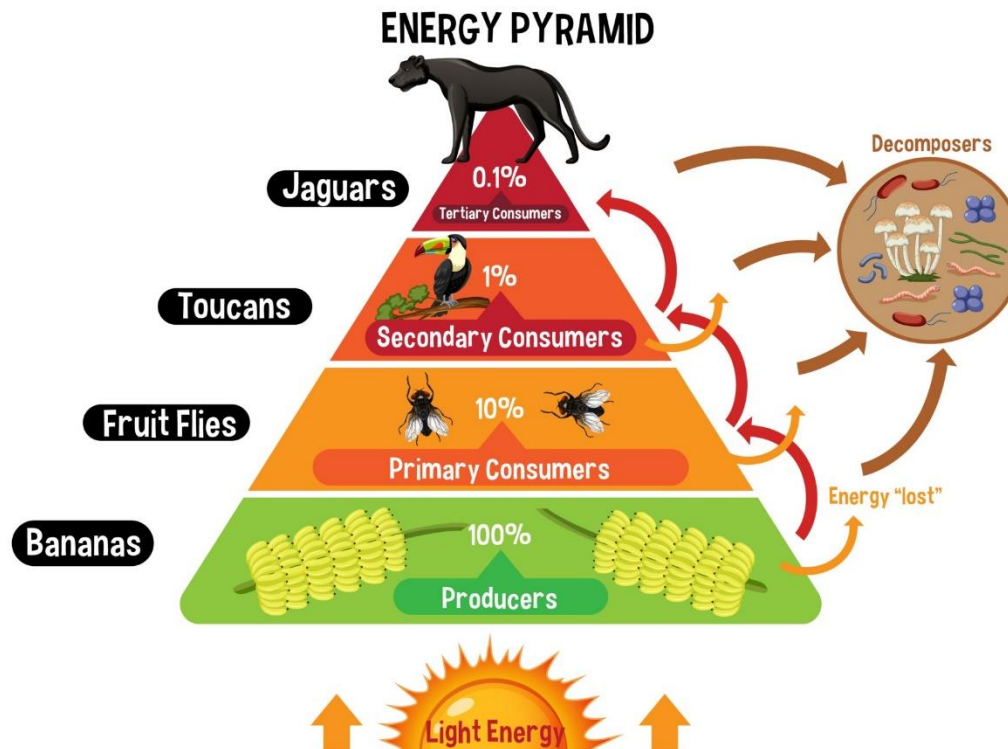 ENERGY PYRAMID
Decomposers
Jaguars
0.1%
Tertiary Consumers
Toucans
1%
Secondary Consumers
Fruit Flies
10%
Primary Consumers
Energy "lost"
Bananas
100%
Producers
Light Energy